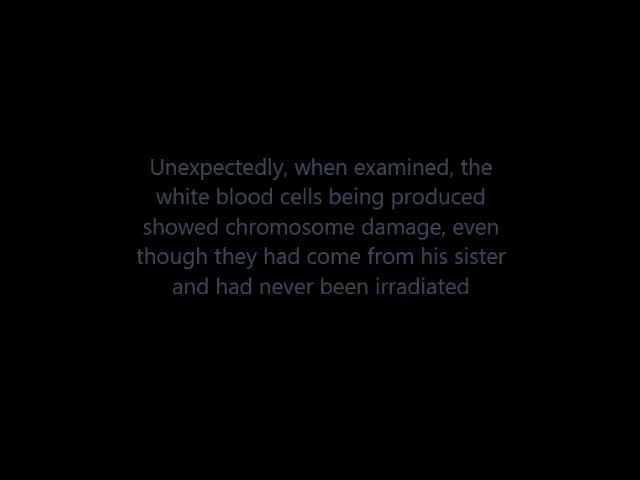 Unexpectedly, when examined, the
white blood cells being produced
showed chromosome damage, even
though they had come from his sister
and had never been irradiated